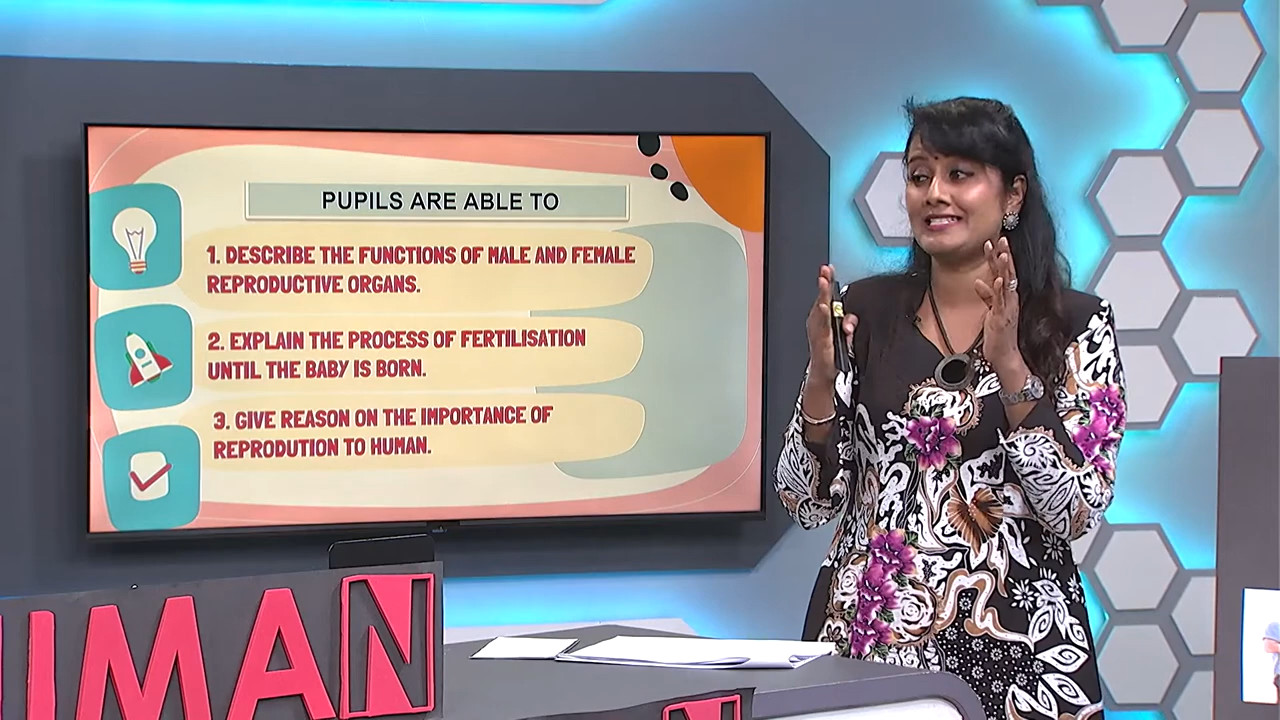 PUPILS ARE ABLE TO
1. DESCRIBE THE FUNCTIONS OF MALE AND FEMALE
REPRODUCTIVE ORGANS.
2. EXPLAIN THE PROCESS OF FERTILISATION
UNTIL THE BABY IS BORN.
3. GIVE REASON ON THE IMPORTANCE OF
REPRODUTION TO HUMAN.
UMAN